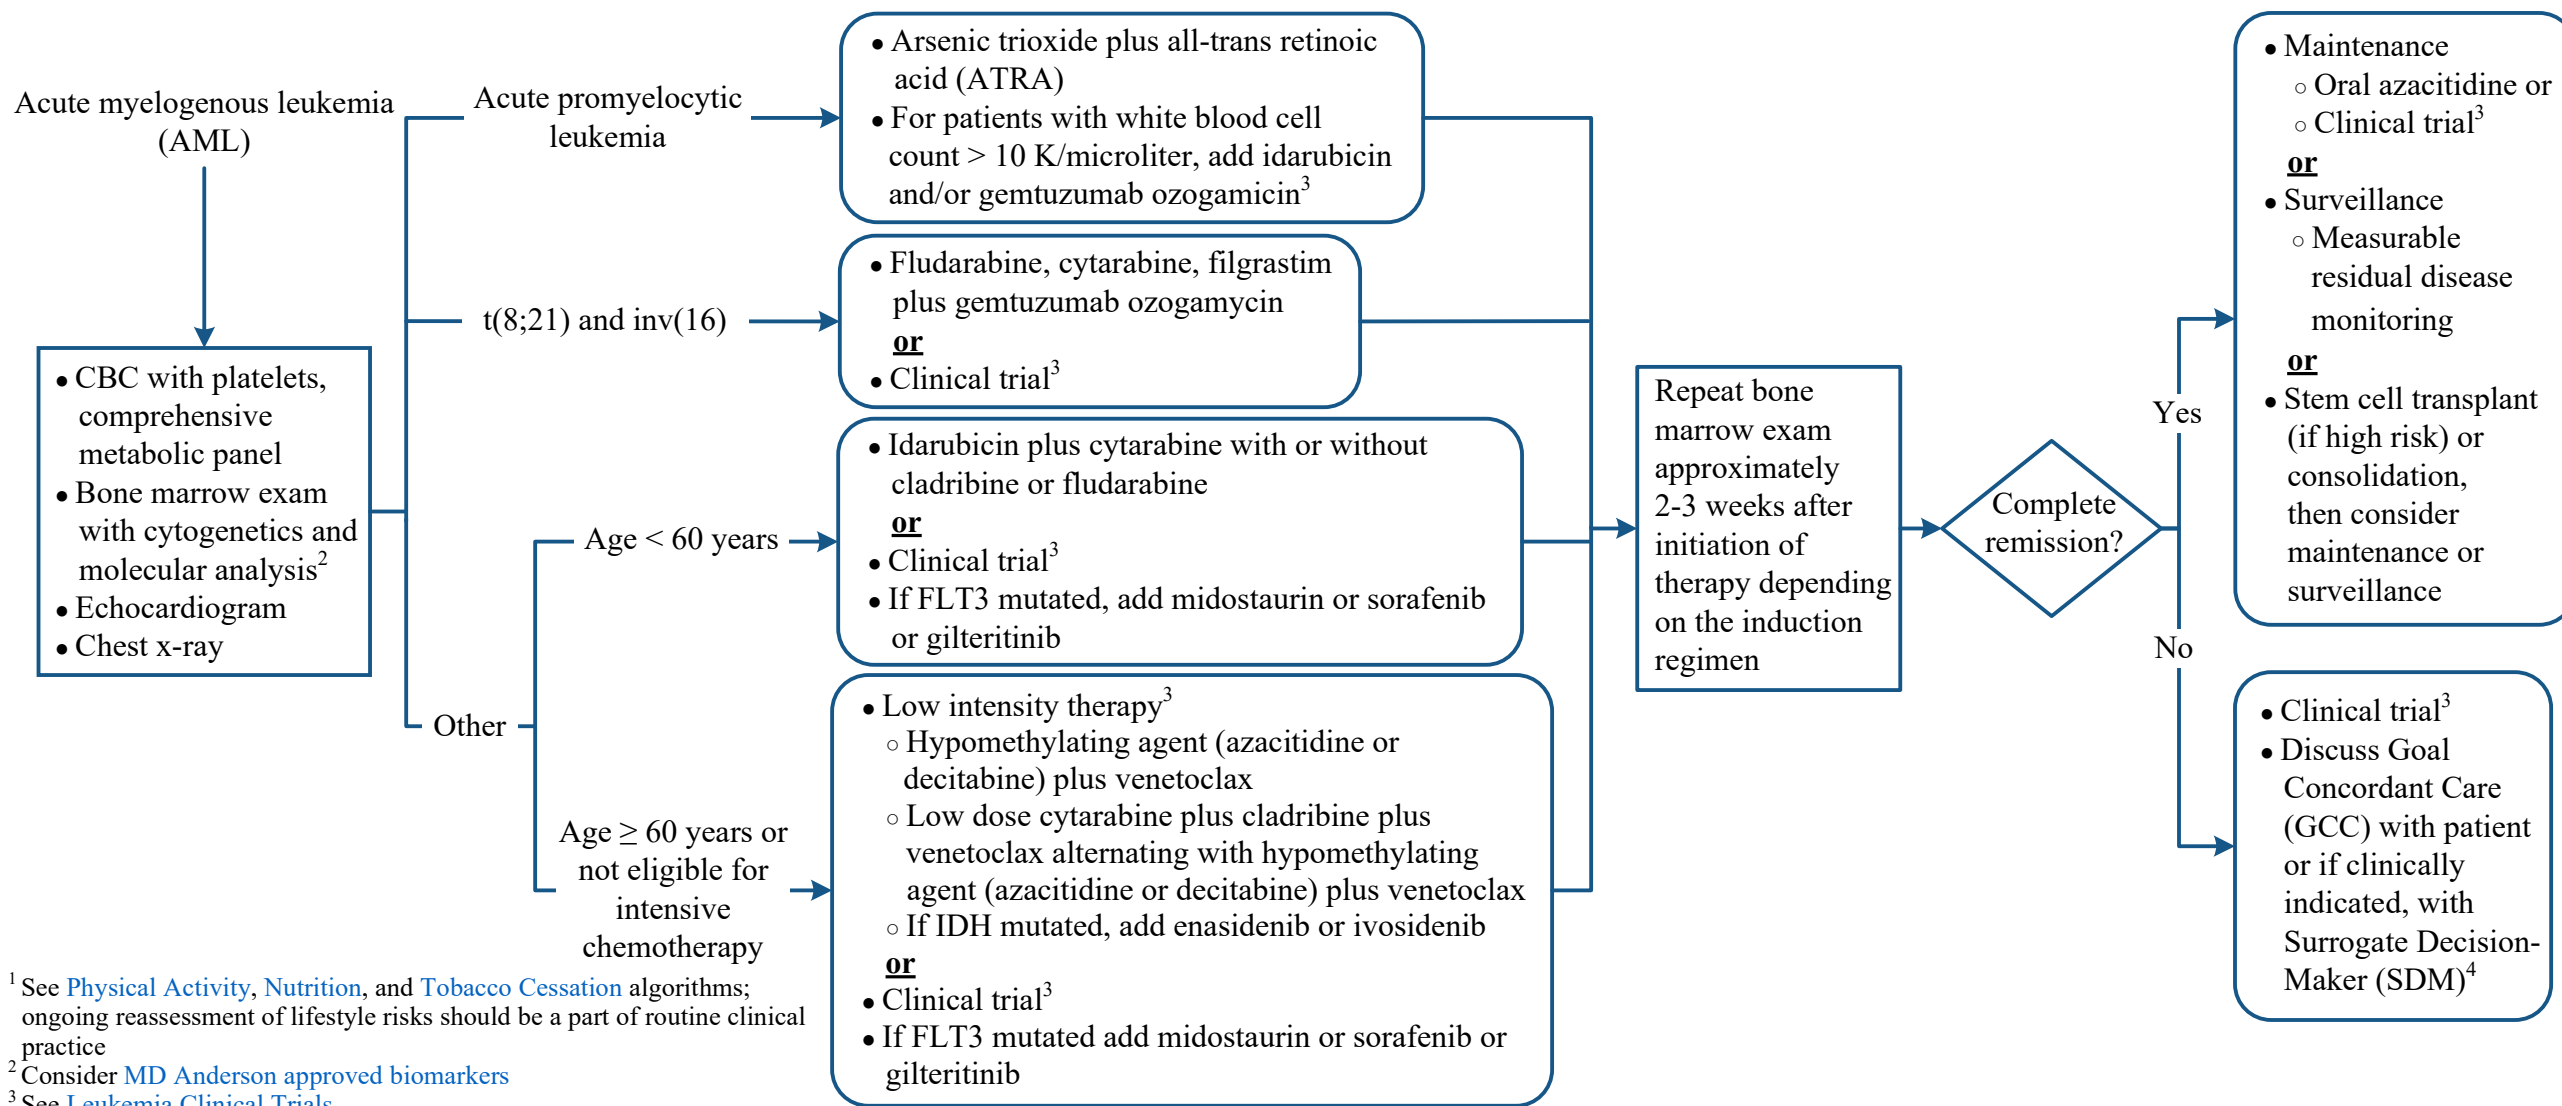 Acute myelogenous leukemia
(AML)
• CBC with platelets,
comprehensive
metabolic panel
• Bone marrow exam
with cytogenetics and
molecular analysis2
• Echocardiogram
• Chest x-ray
Acute promyelocytic
leukemia
t(8;21) and inv(16)
Other
Age < 60 years
Age ≥ 60 years or
not eligible for
intensive
chemotherapy
• Arsenic trioxide plus all-trans retinoic
acid (ATRA)
• For patients with white blood cell
count > 10 K/microliter, add idarubicin
and/or gemtuzumab ozogamicin3
• Fludarabine, cytarabine, filgrastim
plus gemtuzumab ozogamycin
or
• Clinical trial3
• Idarubicin plus cytarabine with or without
cladribine or fludarabine
or
• Clinical trial3
• If FLT3 mutated, add midostaurin or sorafenib
or gilteritinib
• Low intensity therapy3
○ Hypomethylating agent (azacitidine or
decitabine) plus venetoclax
○ Low dose cytarabine plus cladribine plus
venetoclax alternating with hypomethylating
agent (azacitidine or decitabine) plus venetoclax
○ If IDH mutated, add enasidenib or ivosidenib
or
• Clinical trial3
• If FLT3 mutated add midostaurin or sorafenib or
gilteritinib
Repeat bone
marrow exam
approximately
2-3 weeks after
initiation of
therapy depending
on the induction
regimen
Complete
remission?
Yes
No
• Maintenance
○ Oral azacitidine or
○ Clinical trial3
or
• Surveillance
○ Measurable
residual disease
monitoring
or
• Stem cell transplant
(if high risk) or
consolidation,
then consider
maintenance or
surveillance
• Clinical trial3
• Discuss Goal
Concordant Care
(GCC) with patient
or if clinically
indicated, with
Surrogate Decision-
Maker (SDM)4
1 See Physical Activity, Nutrition, and Tobacco Cessation algorithms;
ongoing reassessment of lifestyle risks should be a part of routine clinical
practice
2 Consider MD Anderson approved biomarkers
3 See Leukemia Clinical Trials